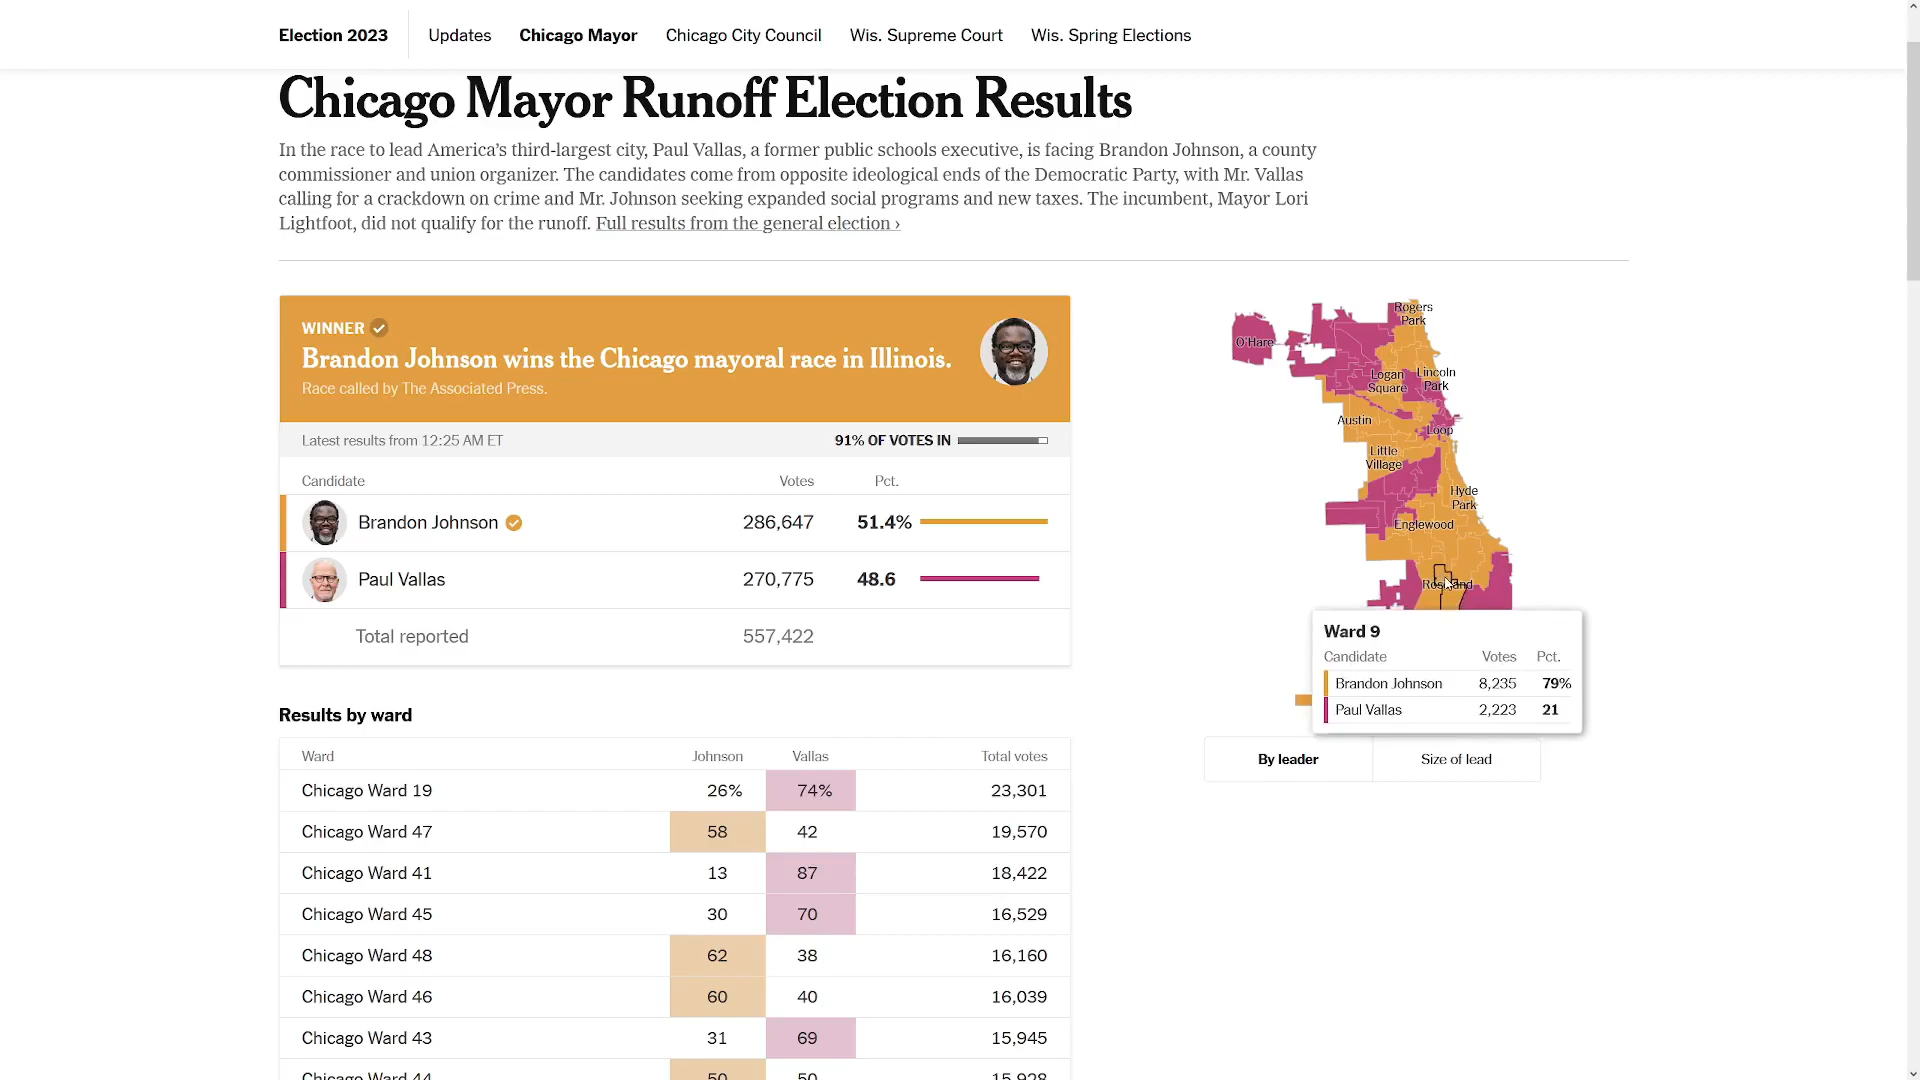 Election 2023
Updates
Chicago Mayor
Chicago City Council
Wis. Supreme Court
Wis. Spring Elections
Chicago Mayor Runoff Election Results
In the race to lead America's third-largest city, Paul Vallas, a former public schools executive, is facing Brandon Johnson, a county
commissioner and union organizer. The candidates come from opposite ideological ends of the Democratic Party, with Mr. Vallas
calling for a crackdown on crime and Mr. Johnson seeking expanded social programs and new taxes. The incumbent, Mayor Lori
Lightfoot, did not qualify for the runoff. Full results from the general election ›
WINNER
Brandon Johnson wins the Chicago mayoral race in Illinois.
Race called by The Associated Press.
Latest results from 12:25 AM ET
91% OF VOTES IN
Candidate Votes Pct.
Brandon Johnson 286,647 51.4%
Paul Vallas 270,775 48.6
Total reported 557,422
Results by ward
Ward Johnson Vallas Total votes
Chicago Ward 19 26% 74% 23,301
Chicago Ward 47 58 42 19,570
Chicago Ward 41 13 87 18,422
Chicago Ward 45 30 70 16,529
Chicago Ward 48 62 38 16,160
Chicago Ward 46 60 40 16,039
Chicago Ward 43 31 69 15,945
Chicago Ward 44 50 50 15,928
Rogers
Park
O'Hare
Logan
Square
Lincoln
Park
Austin
Loop
Little
Village
Hyde
Park
Englewood
Ward 9
Candidate Votes Pct.
Brandon Johnson 8,235 79%
Paul Vallas 2,223 21
By leader
Size of lead